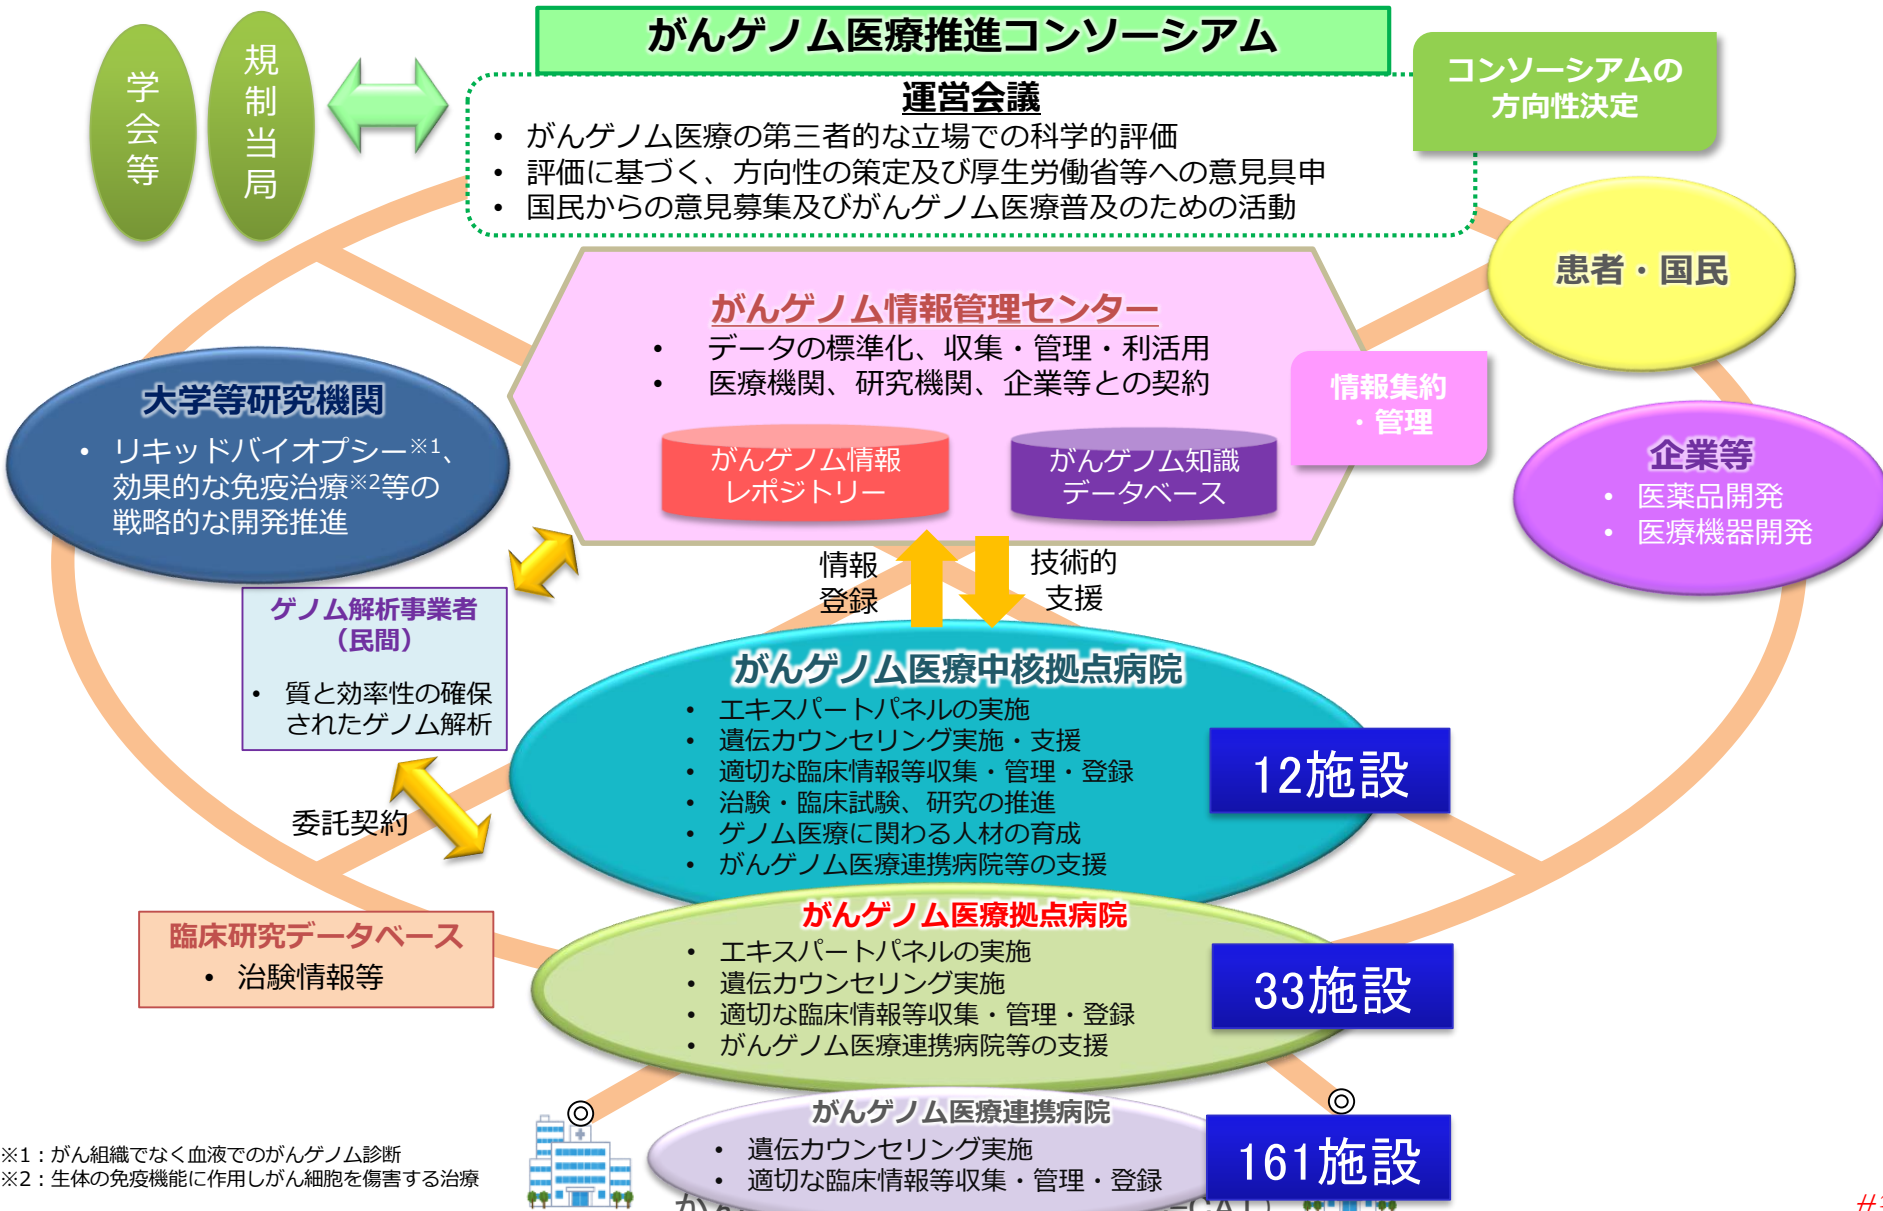 がんゲノム医療推進コンソーシアム
学会等
規制当局
運営会議
• がんゲノム医療の第三者的な立場での科学的評価
• 評価に基づく、方向性の策定及び厚生労働省等への意見具申
• 国民からの意見募集及びがんゲノム医療普及のための活動
コンソーシアムの
方向性決定
患者・国民
がんゲノム情報管理センター
• データの標準化、収集・管理・利活用
• 医療機関、研究機関、企業等との契約
情報集約
・管理
がんゲノム情報
レポジトリー
がんゲノム知識
データベース
大学等研究機関
• リキッドバイオプシー※1、
効果的な免疫治療※2等の
戦略的な開発推進
企業等
• 医薬品開発
• 医療機器開発
情報
登録
技術的
支援
ゲノム解析事業者
（民間）
• 質と効率性の確保
されたゲノム解析
委託契約
がんゲノム医療中核拠点病院
• エキスパートパネルの実施
• 遺伝カウンセリング実施・支援
• 適切な臨床情報等収集・管理・登録
• 治験・臨床試験、研究の推進
• ゲノム医療に関わる人材の育成
• がんゲノム医療連携病院等の支援
12施設
臨床研究データベース
• 治験情報等
がんゲノム医療拠点病院
• エキスパートパネルの実施
• 遺伝カウンセリング実施
• 適切な臨床情報等収集・管理・登録
• がんゲノム医療連携病院等の支援
33施設
◎
◎
がんゲノム医療連携病院
• 遺伝カウンセリング実施
• 適切な臨床情報等収集・管理・登録
161施設
※1：がん組織でなく血液でのがんゲノム診断
※2：生体の免疫機能に作用しがん細胞を傷害する治療